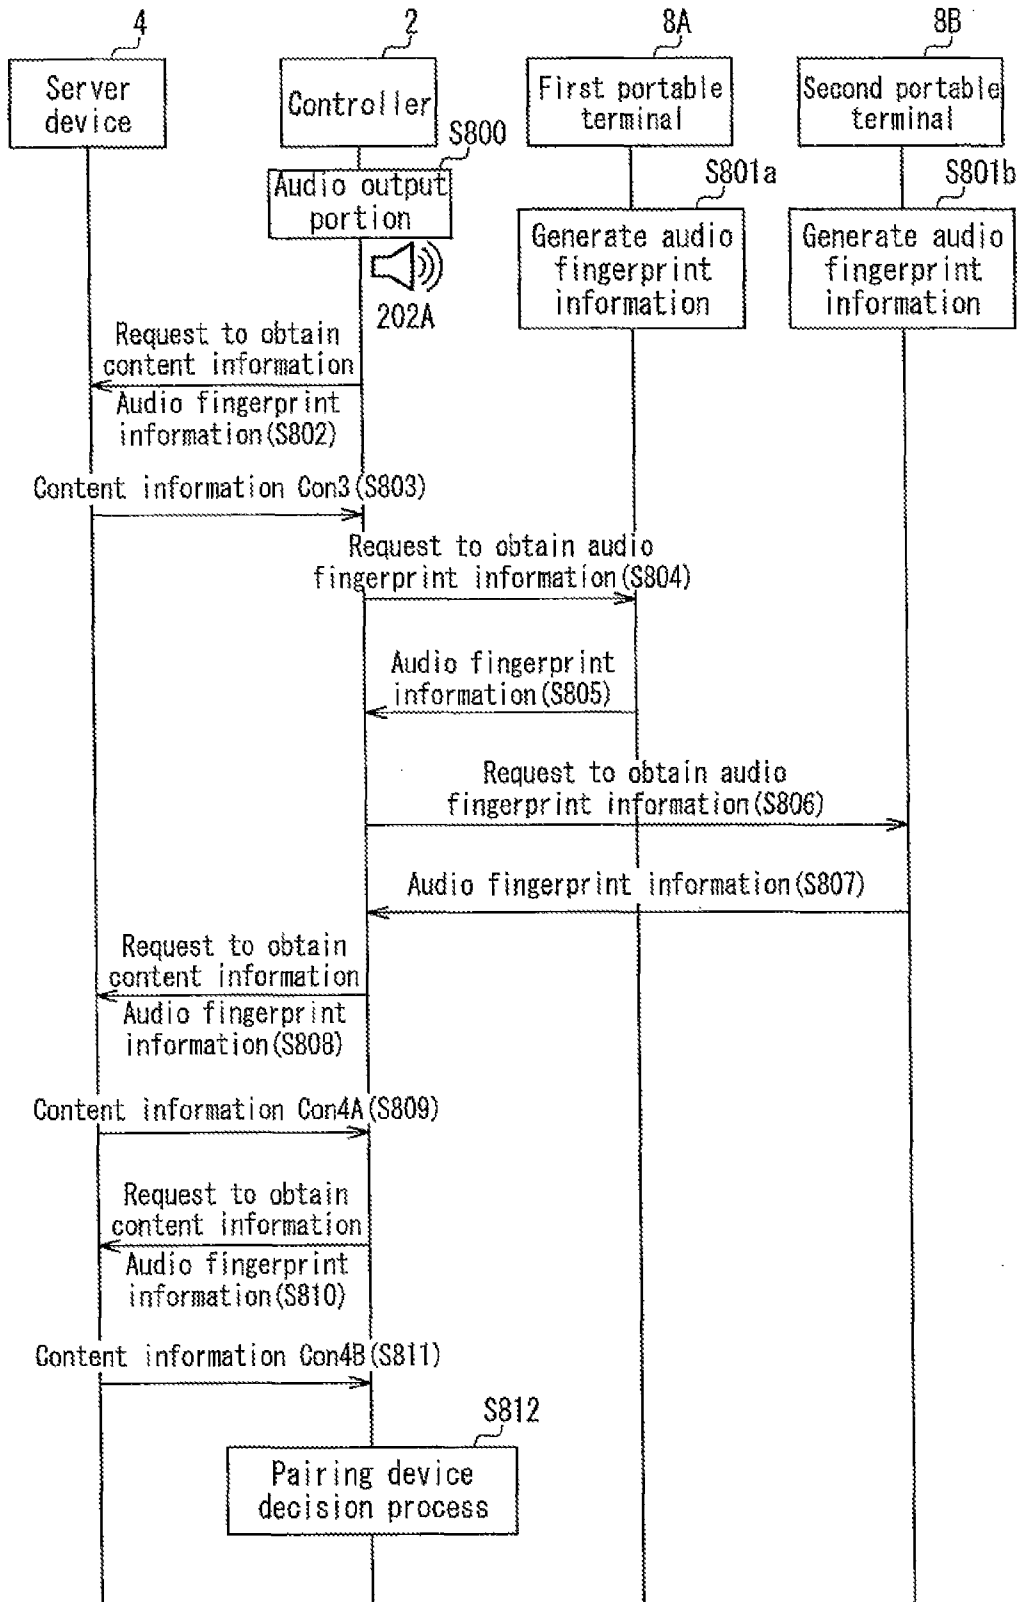 4
2
8A
8B
Server
device
Controller
First portable
terminal
Second portable
terminal
S800
Audio output
portion
202A
S801a
Generate audio
fingerprint
information
S801b
Generate audio
fingerprint
information
Request to obtain
content information
Audio fingerprint
information(S802)
Content information Con3(S803)
Request to obtain audio
fingerprint information(S804)
Audio fingerprint
information(S805)
Request to obtain audio
fingerprint information(S806)
Audio fingerprint information(S807)
Request to obtain
content information
Audio fingerprint
information(S808)
Content information Con4A(S809)
Request to obtain
content information
Audio fingerprint
information(S810)
Content information Con4B(S811)
S812
Pairing device
decision process